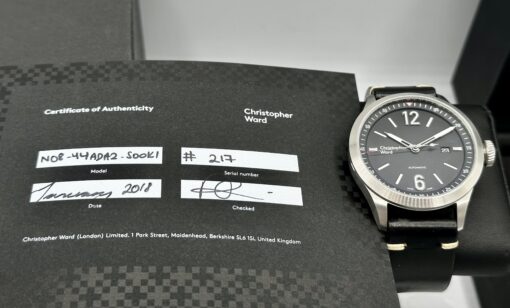 Certificate of Authenticity
Christopher
Ward
N08-44ADA2-S00K1
# 217
Model
Serial number
January 2018
Date
Checked
Christopher Ward (London) Limited, 1 Park Street, Maidenhead, Berkshire SL6 1SL United Kingdom
12
Christopher
Ward
AUTOMATIC
6